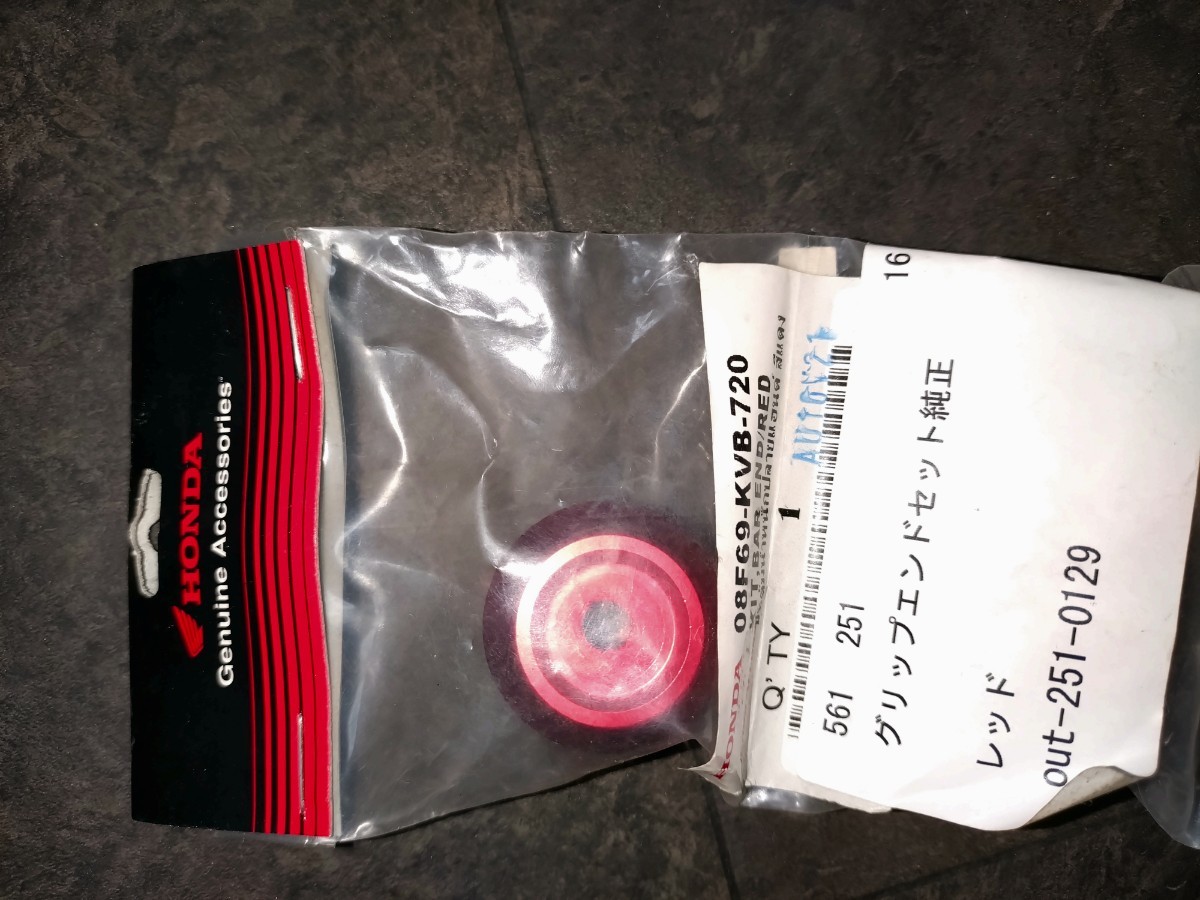 HONDA
Genuine Accessories
HONDA
08F69-KVB-720
KIT,BAR END/RED
Q'TY 1
16
561 251
グリップエンドセット純正
レッド
out-251-0129